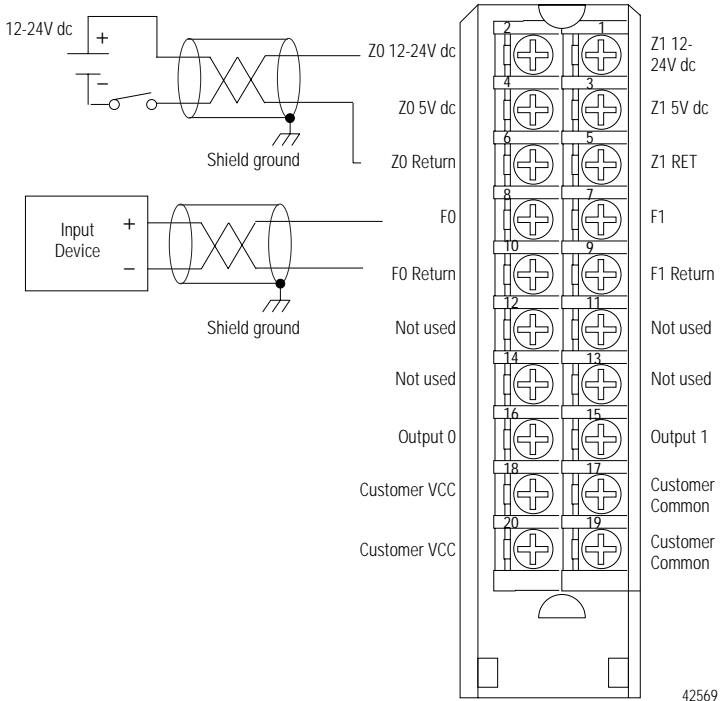 12-24V dc
+
−
Shield ground
Input
Device
+
−
Shield ground
Z0 12-24V dc
Z0 5V dc
Z0 Return
F0
F0 Return
Not used
Not used
Output 0
Customer VCC
Customer VCC
2 1
4 3
6 5
8 7
10 9
12 11
14 13
16 15
18 17
20 19
Z1 12-
24V dc
Z1 5V dc
Z1 RET
F1
F1 Return
Not used
Not used
Output 1
Customer
Common
Customer
Common
42569